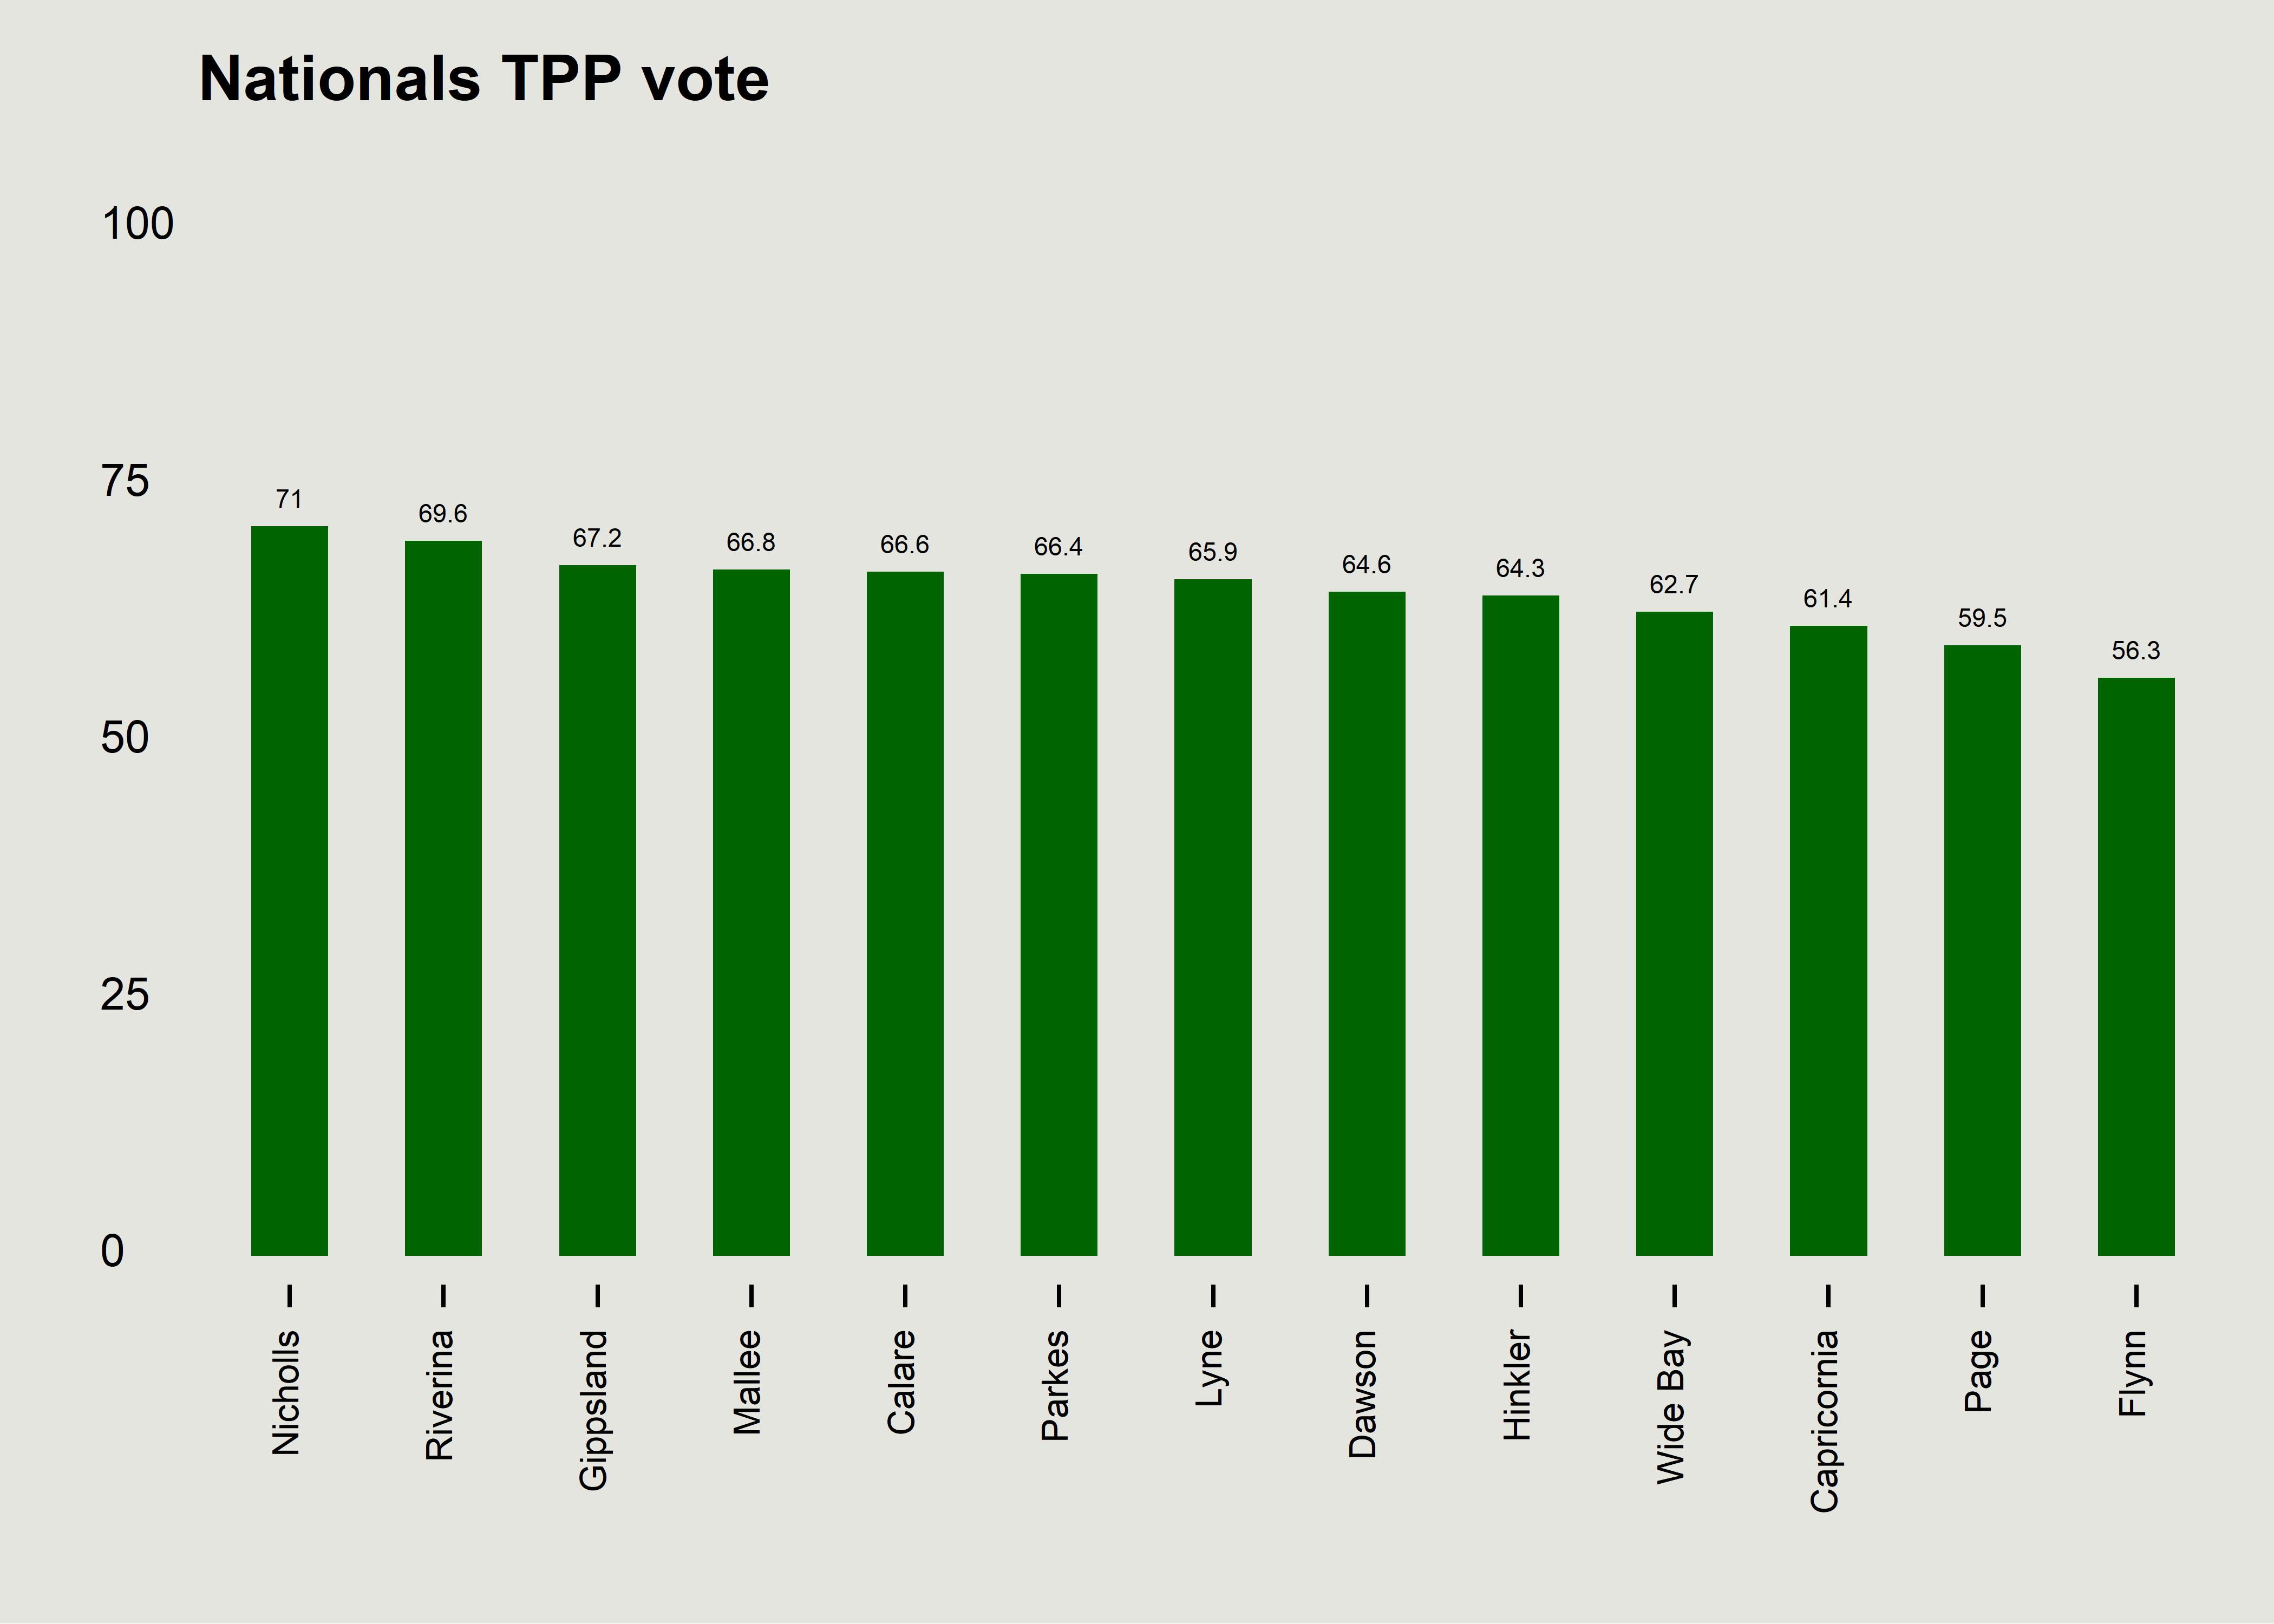 Nationals TPP vote
100
75
50
25
0
71
69.6
67.2
66.8
66.6
66.4
65.9
64.6
64.3
62.7
61.4
59.5
56.3
Nicholls
Riverina
Gippsland
Mallee
Calare
Parkes
Lyne
Dawson
Hinkler
Wide Bay
Capricornia
Page
Flynn